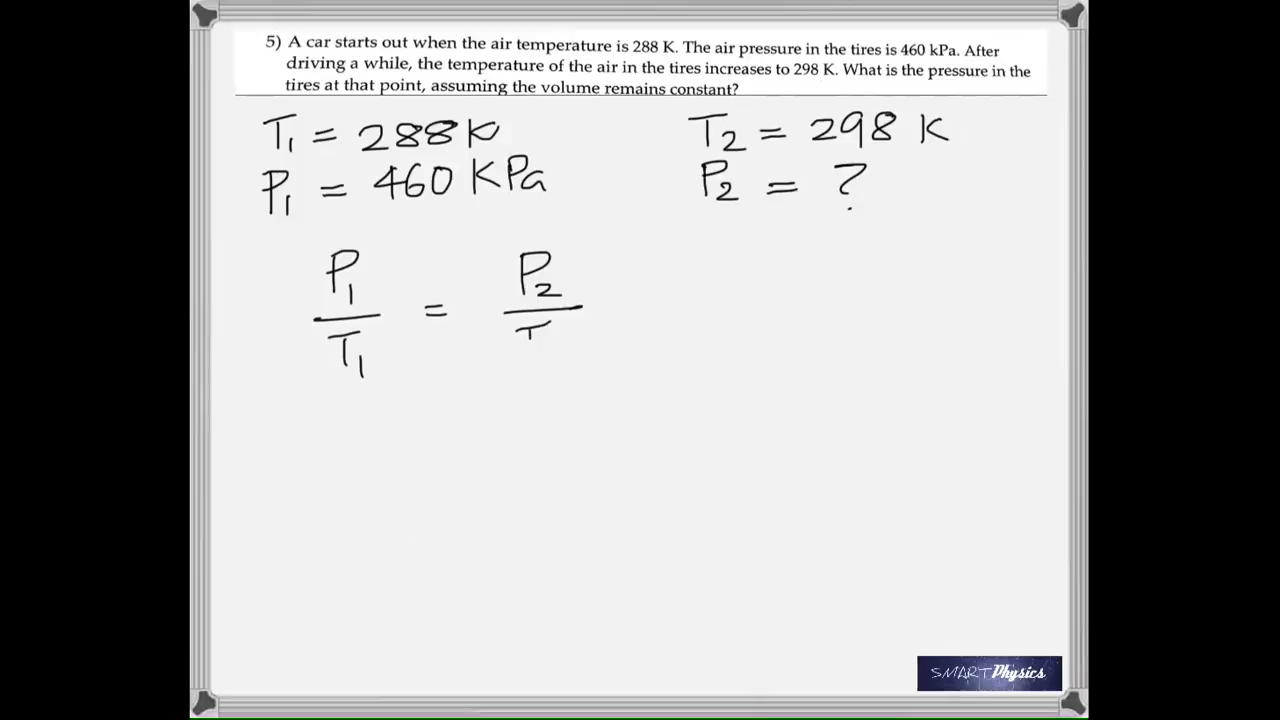 5) A car starts out when the air temperature is 288 K. The air pressure in the tires is 460 kPa. After
driving a while, the temperature of the air in the tires increases to 298 K. What is the pressure in the
tires at that point, assuming the volume remains constant?
T₁ = 288 K
T₂ = 298 K
P₁ = 460 KPa
P₂ = ?
P₁ P₂
=
T₁ T
SMARTPhysics